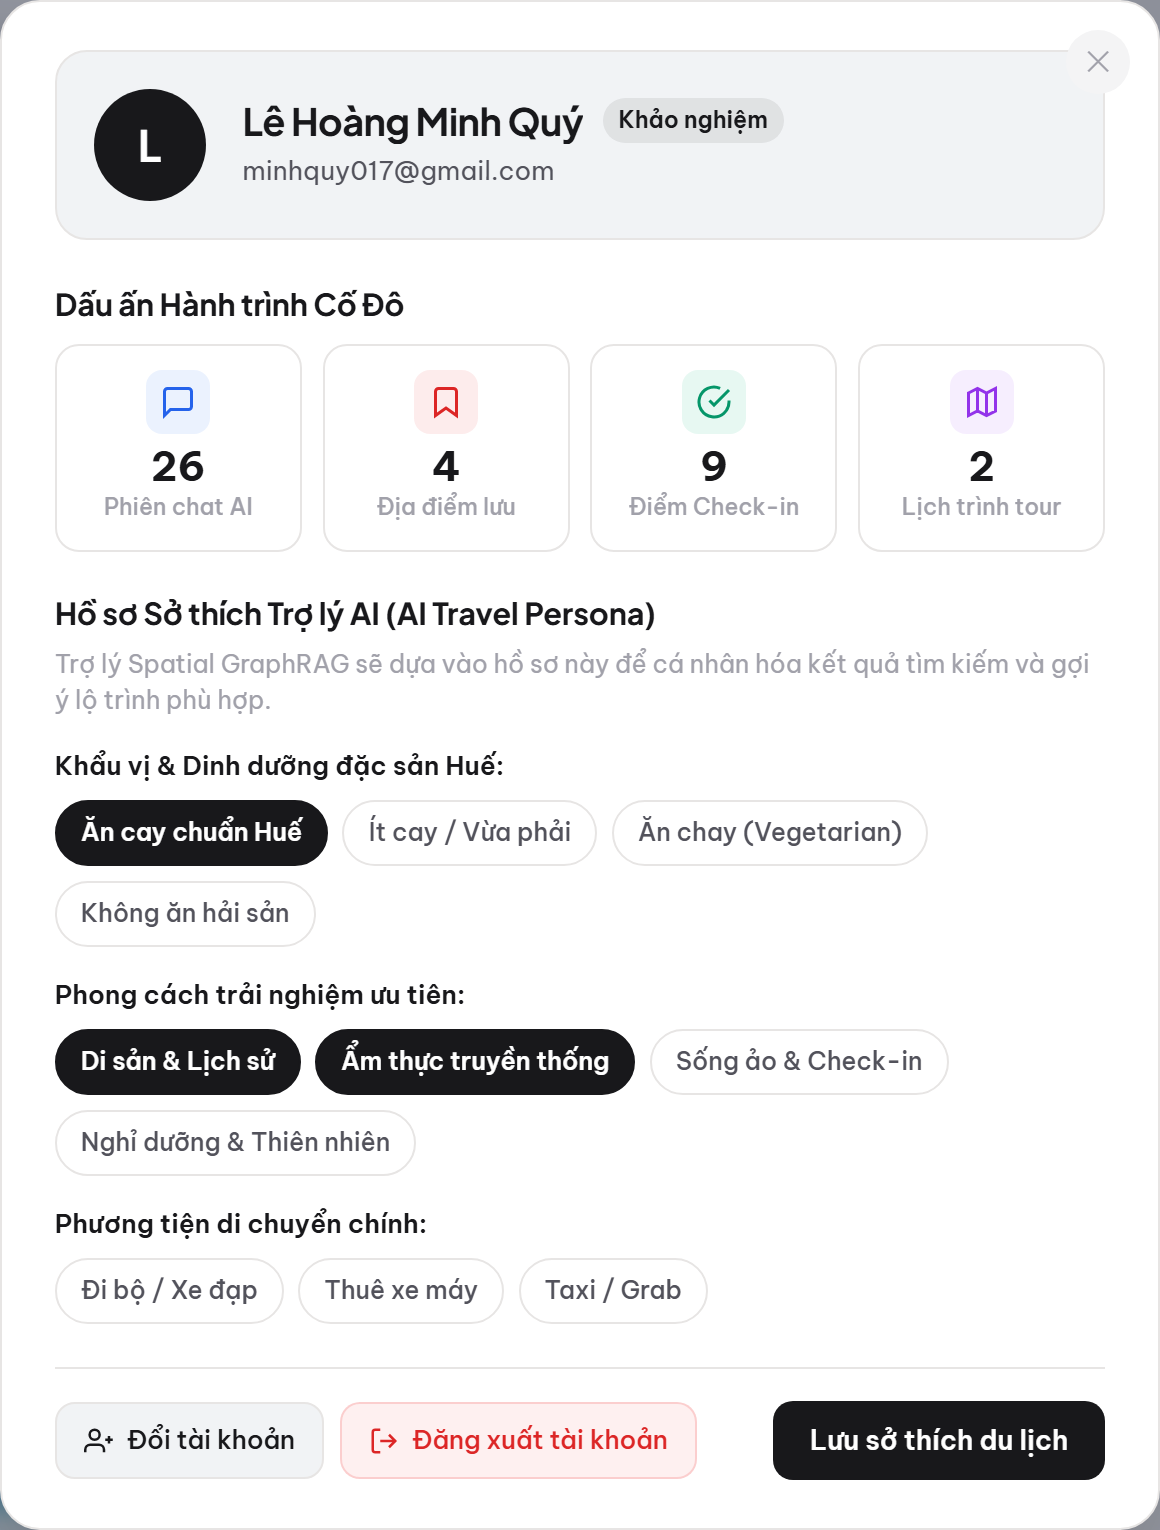 L
Lê Hoàng Minh Quý
Khảo nghiệm
minhquy017@gmail.com
Dấu ấn Hành trình Cố Đô
26
Phiên chat AI
4
Địa điểm lưu
9
Điểm Check-in
2
Lịch trình tour
Hồ sơ Sở thích Trợ lý AI (AI Travel Persona)
Trợ lý Spatial GraphRAG sẽ dựa vào hồ sơ này để cá nhân hóa kết quả tìm kiếm và gợi
ý lộ trình phù hợp.
Khẩu vị & Dinh dưỡng đặc sản Huế:
Ăn cay chuẩn Huế
Ít cay / Vừa phải
Ăn chay (Vegetarian)
Không ăn hải sản
Phong cách trải nghiệm ưu tiên:
Di sản & Lịch sử
Ẩm thực truyền thống
Sống ảo & Check-in
Nghỉ dưỡng & Thiên nhiên
Phương tiện di chuyển chính:
Đi bộ / Xe đạp
Thuê xe máy
Taxi / Grab
Đổi tài khoản
Đăng xuất tài khoản
Lưu sở thích du lịch